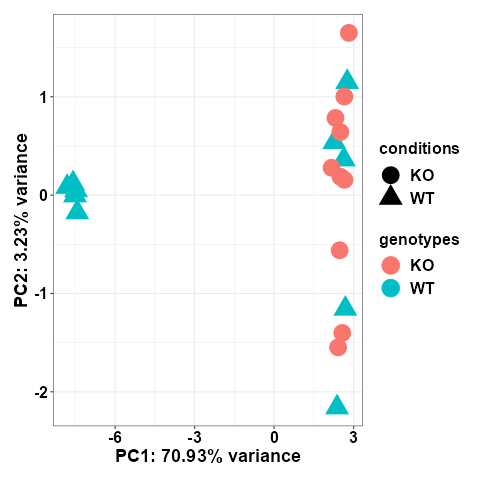 1
0
-1
-2
PC2: 3.23% variance
-6 -3 0 3
PC1: 70.93% variance
conditions
KO
WT
genotypes
KO
WT